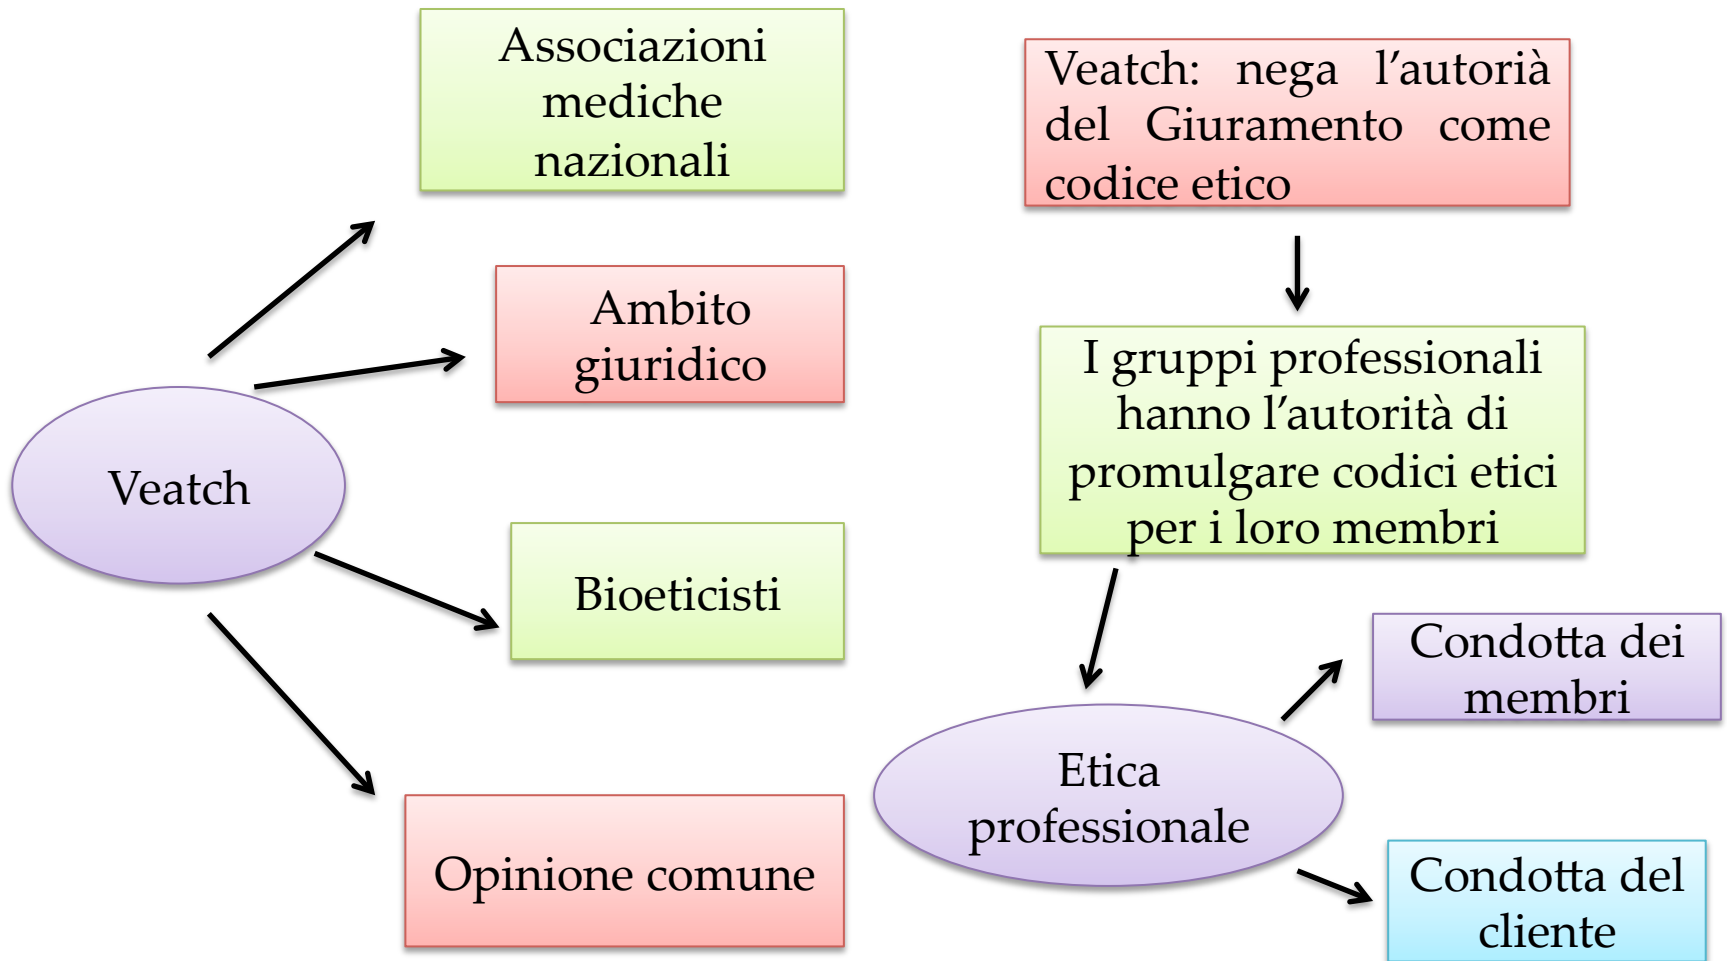 Associazioni
mediche
nazionali
Ambito
giuridico
Veatch
Bioeticisti
Opinione comune
Veatch: nega l’autorià
del Giuramento come
codice etico
I gruppi professionali
hanno l’autorità di
promulgare codici etici
per i loro membri
Etica
professionale
Condotta dei
membri
Condotta del
cliente